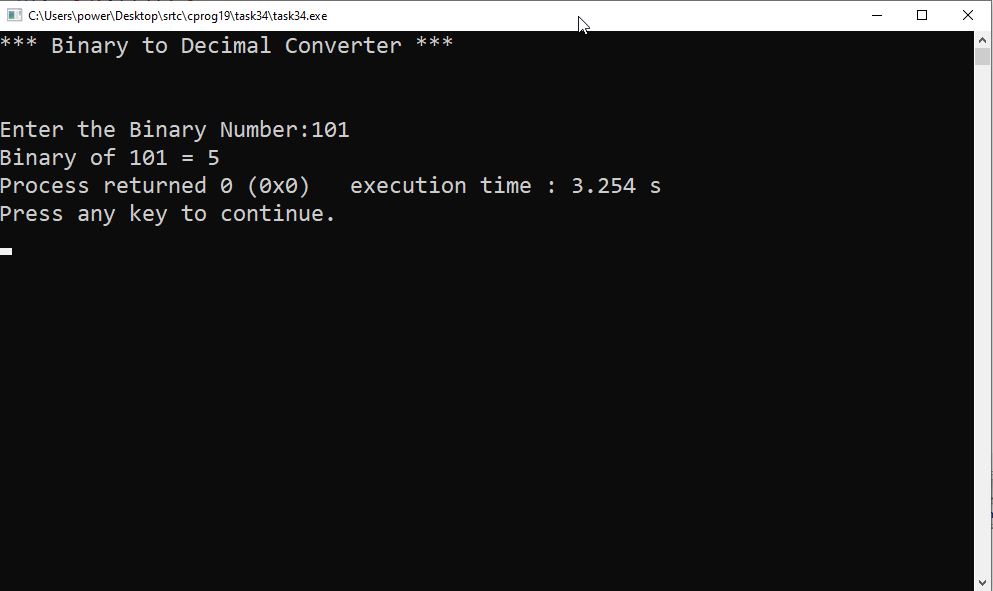 C:\Users\power\Desktop\srtc\cprog19\task34\task34.exe
*** Binary to Decimal Converter ***
Enter the Binary Number:101
Binary of 101 = 5
Process returned 0 (0x0)   execution time : 3.254 s
Press any key to continue.